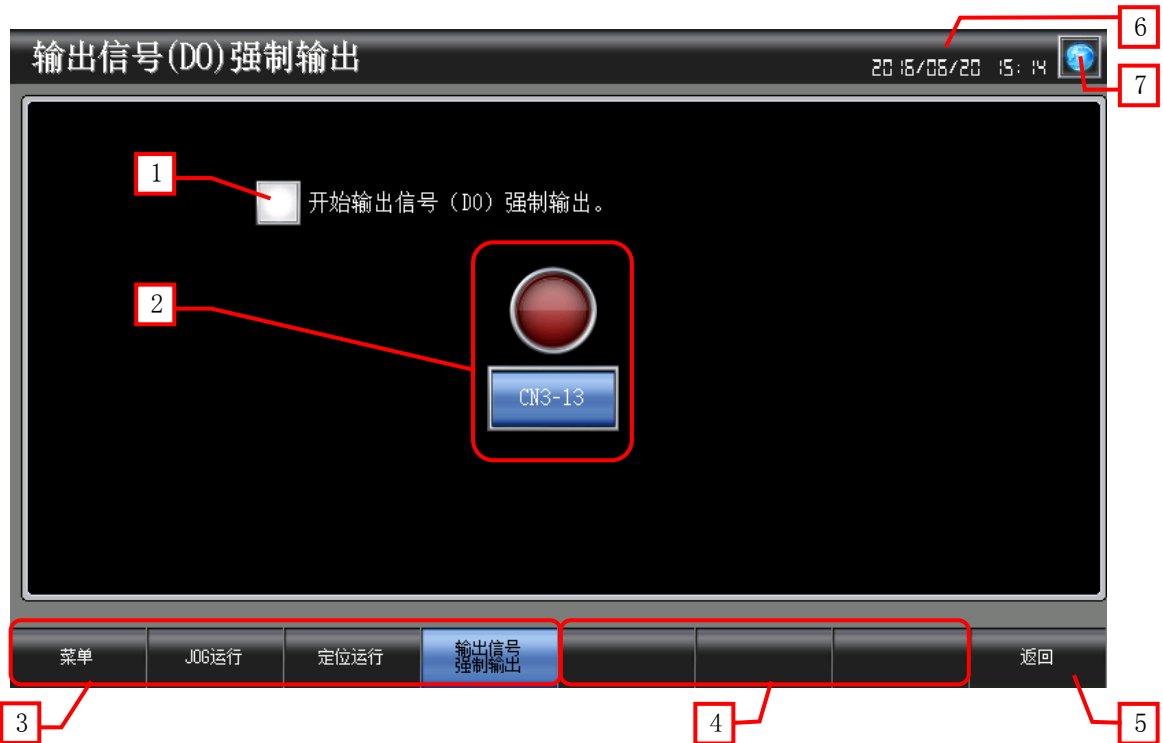 6
输出信号(DO)强制输出
2016/06/20 15:14
7
1
开始输出信号（DO）强制输出。
2
CN3-13
菜单
JOG运行
定位运行
输出信号
强制输出
返回
3
4
5